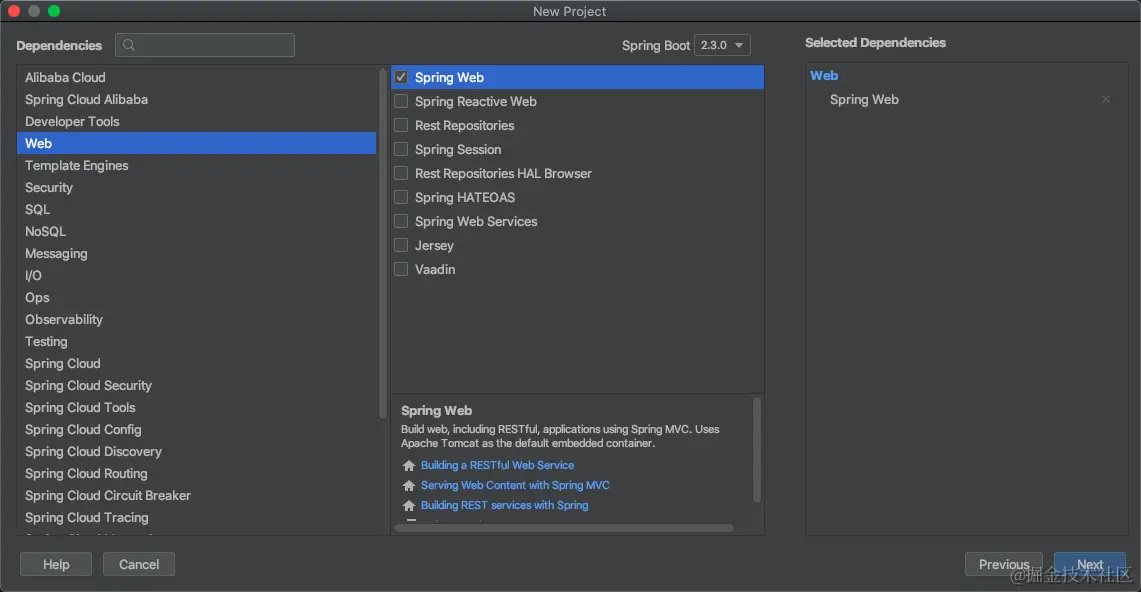 New Project
Dependencies
Spring Boot 2.3.0
Selected Dependencies
Alibaba Cloud
Spring Cloud Alibaba
Developer Tools
Web
Template Engines
Security
SQL
NoSQL
Messaging
I/O
Ops
Observability
Testing
Spring Cloud
Spring Cloud Security
Spring Cloud Tools
Spring Cloud Config
Spring Cloud Discovery
Spring Cloud Routing
Spring Cloud Circuit Breaker
Spring Cloud Tracing
Spring Web
Spring Reactive Web
Rest Repositories
Spring Session
Rest Repositories HAL Browser
Spring HATEOAS
Spring Web Services
Jersey
Vaadin
Spring Web
Build web, including RESTful, applications using Spring MVC. Uses
Apache Tomcat as the default embedded container.
Building a RESTful Web Service
Serving Web Content with Spring MVC
Building REST services with Spring
Web
Spring Web
Help
Cancel
Previous
Next
@掘金技术社区